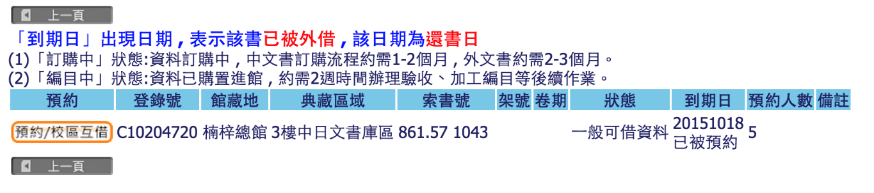 上一頁
「到期日」出現日期，表示該書已被外借，該日期為還書日
(1)「訂購中」狀態:資料訂購中，中文書訂購流程約需1-2個月，外文書約需2-3個月。
(2)「編目中」狀態:資料已購置進館，約需2週時間辦理驗收、加工編目等後續作業。
預約 登錄號 館藏地 典藏區域 索書號 架號 卷期 狀態 到期日 預約人數 備註
預約/校區互借 C10204720 楠梓總館 3樓中日文書庫區 861.57 1043 一般可借資料 20151018 5
已被預約
上一頁